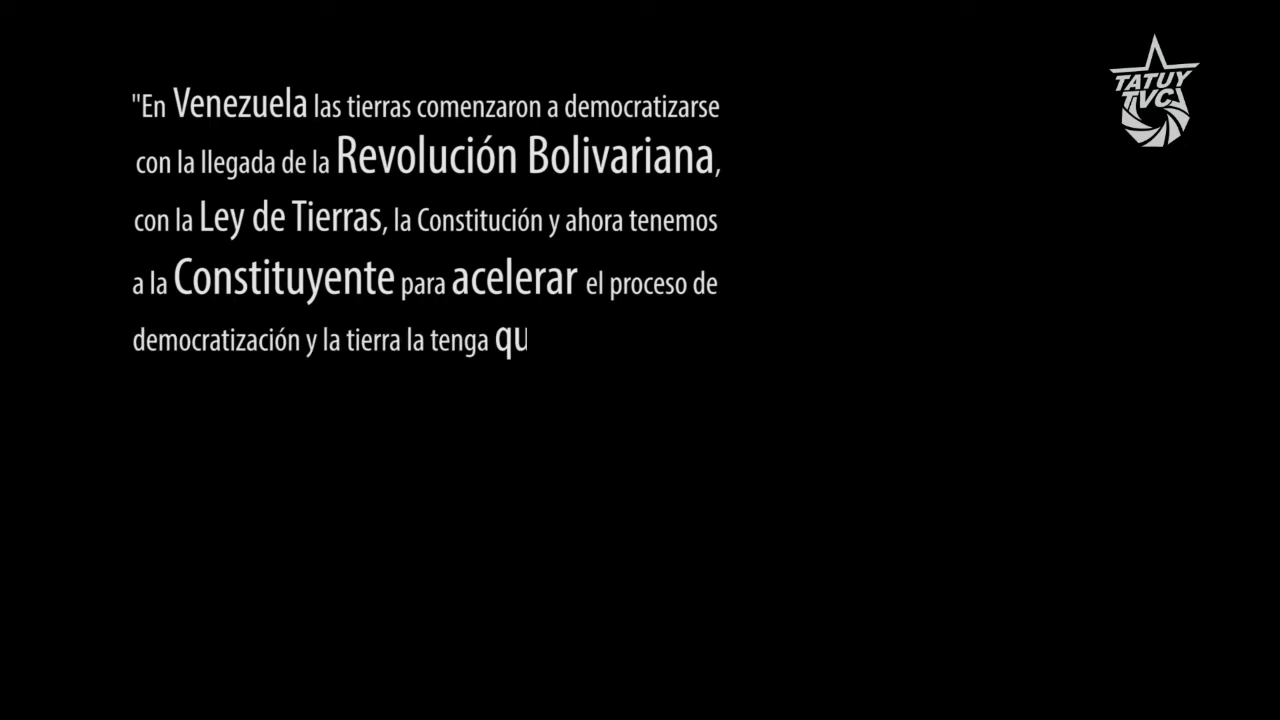 "En Venezuela las tierras comenzaron a democratizarse
con la llegada de la Revolución Bolivariana,
con la Ley de Tierras, la Constitución y ahora tenemos
a la Constituyente para acelerar el proceso de
democratización y la tierra la tenga qu
TATUY
TVC